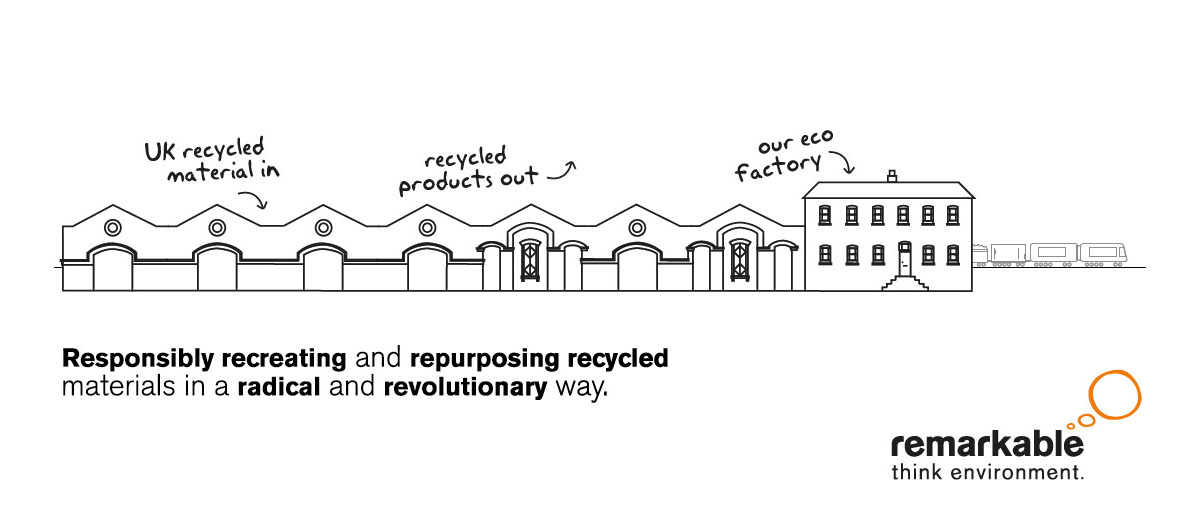 UK recycled
material in
recycled
products out
our eco
factory
Responsibly recreating and repurposing recycled
materials in a radical and revolutionary way.
remarkable
think environment.